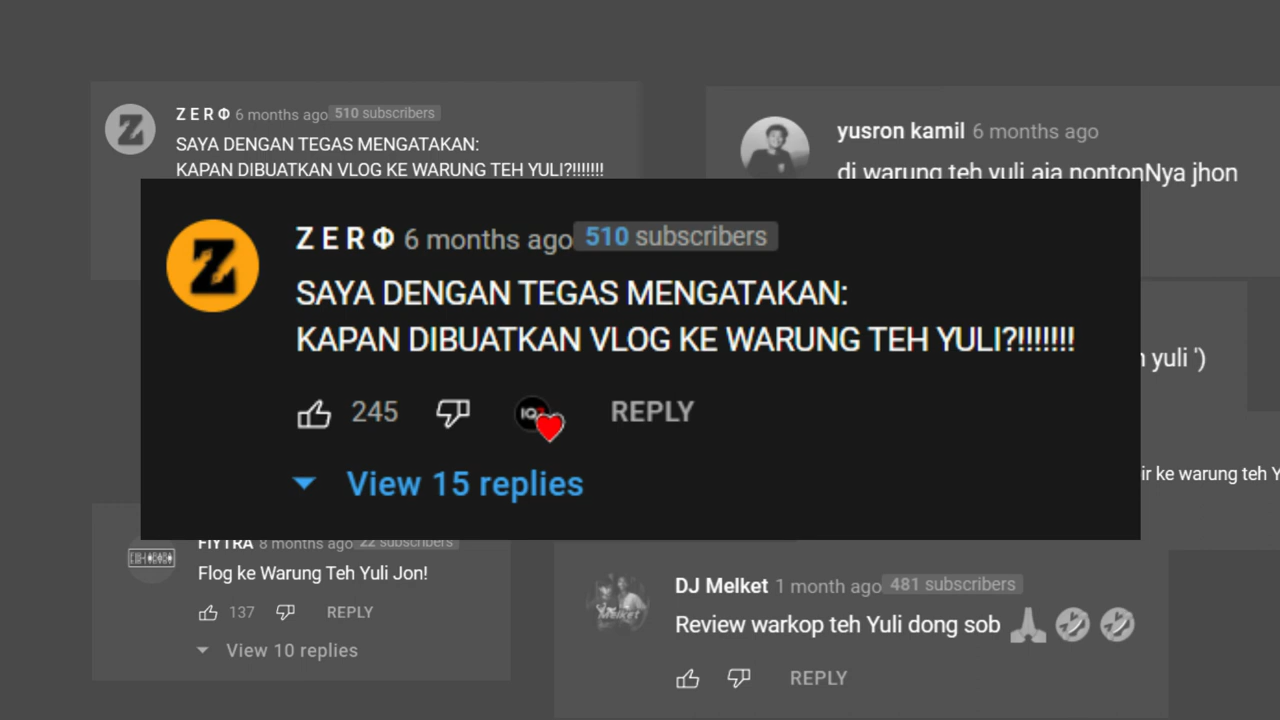 Z E R Φ 6 months ago 510 subscribers
SAYA DENGAN TEGAS MENGATAKAN:
KAPAN DIBUATKAN VLOG KE WARUNG TEH YULI?!!!!!!!
yusron kamil 6 months ago
di warung teh yuli aja nontonNya jhon
Z E R Φ 6 months ago 510 subscribers
SAYA DENGAN TEGAS MENGATAKAN:
KAPAN DIBUATKAN VLOG KE WARUNG TEH YULI?!!!!!!!
245 REPLY
View 15 replies
yuli ')
ke warung teh Y
FIYTRA 8 months ago 22 subscribers
Flog ke Warung Teh Yuli Jon!
137 REPLY
View 10 replies
DJ Melket 1 month ago 481 subscribers
Review warkop teh Yuli dong sob 🙏🤣🤣
REPLY